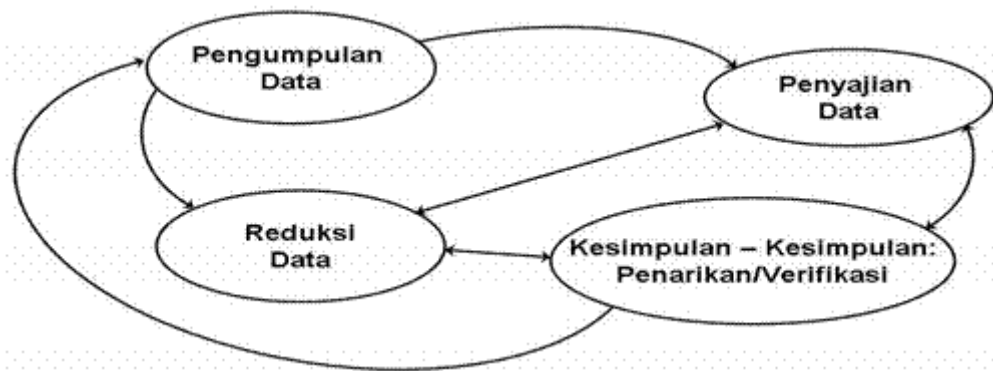 Pengumpulan
Data
Penyajian
Data
Reduksi
Data
Kesimpulan – Kesimpulan:
Penarikan/Verifikasi